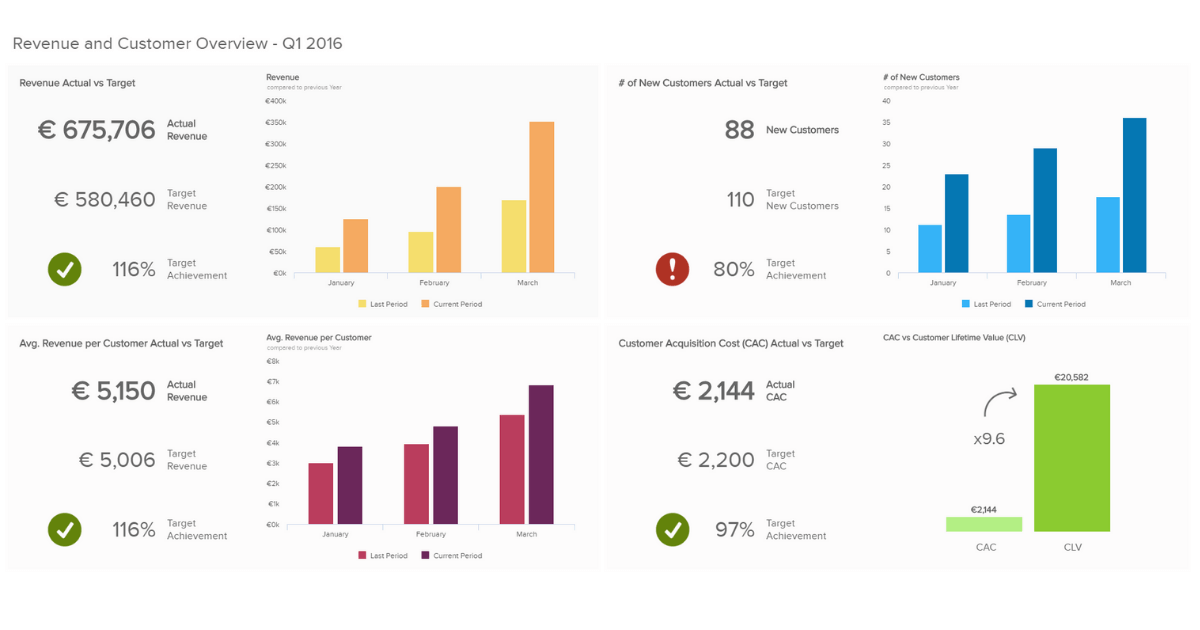 Revenue and Customer Overview - Q1 2016
Revenue Actual vs Target
€ 675,706
Actual
Revenue
€ 580,460
Target
Revenue
116%
Target
Achievement
Revenue
compared to previous Year
€400k
€350k
€300k
€250k
€200k
€150k
€100k
€50k
€0k
January
February
March
Last Period
Current Period
# of New Customers Actual vs Target
88
New Customers
110
Target
New Customers
80%
Target
Achievement
# of New Customers
compared to previous Year
40
35
30
25
20
15
10
5
0
January
February
March
Last Period
Current Period
Avg. Revenue per Customer Actual vs Target
€ 5,150
Actual
Revenue
€ 5,006
Target
Revenue
116%
Target
Achievement
Avg. Revenue per Customer
compared to previous Year
€8k
€7k
€6k
€5k
€4k
€3k
€2k
€1k
€0k
January
February
March
Last Period
Current Period
Customer Acquisition Cost (CAC) Actual vs Target
€ 2,144
Actual
CAC
€ 2,200
Target
CAC
97%
Target
Achievement
CAC vs Customer Lifetime Value (CLV)
€20,582
x9.6
€2,144
CAC
CLV